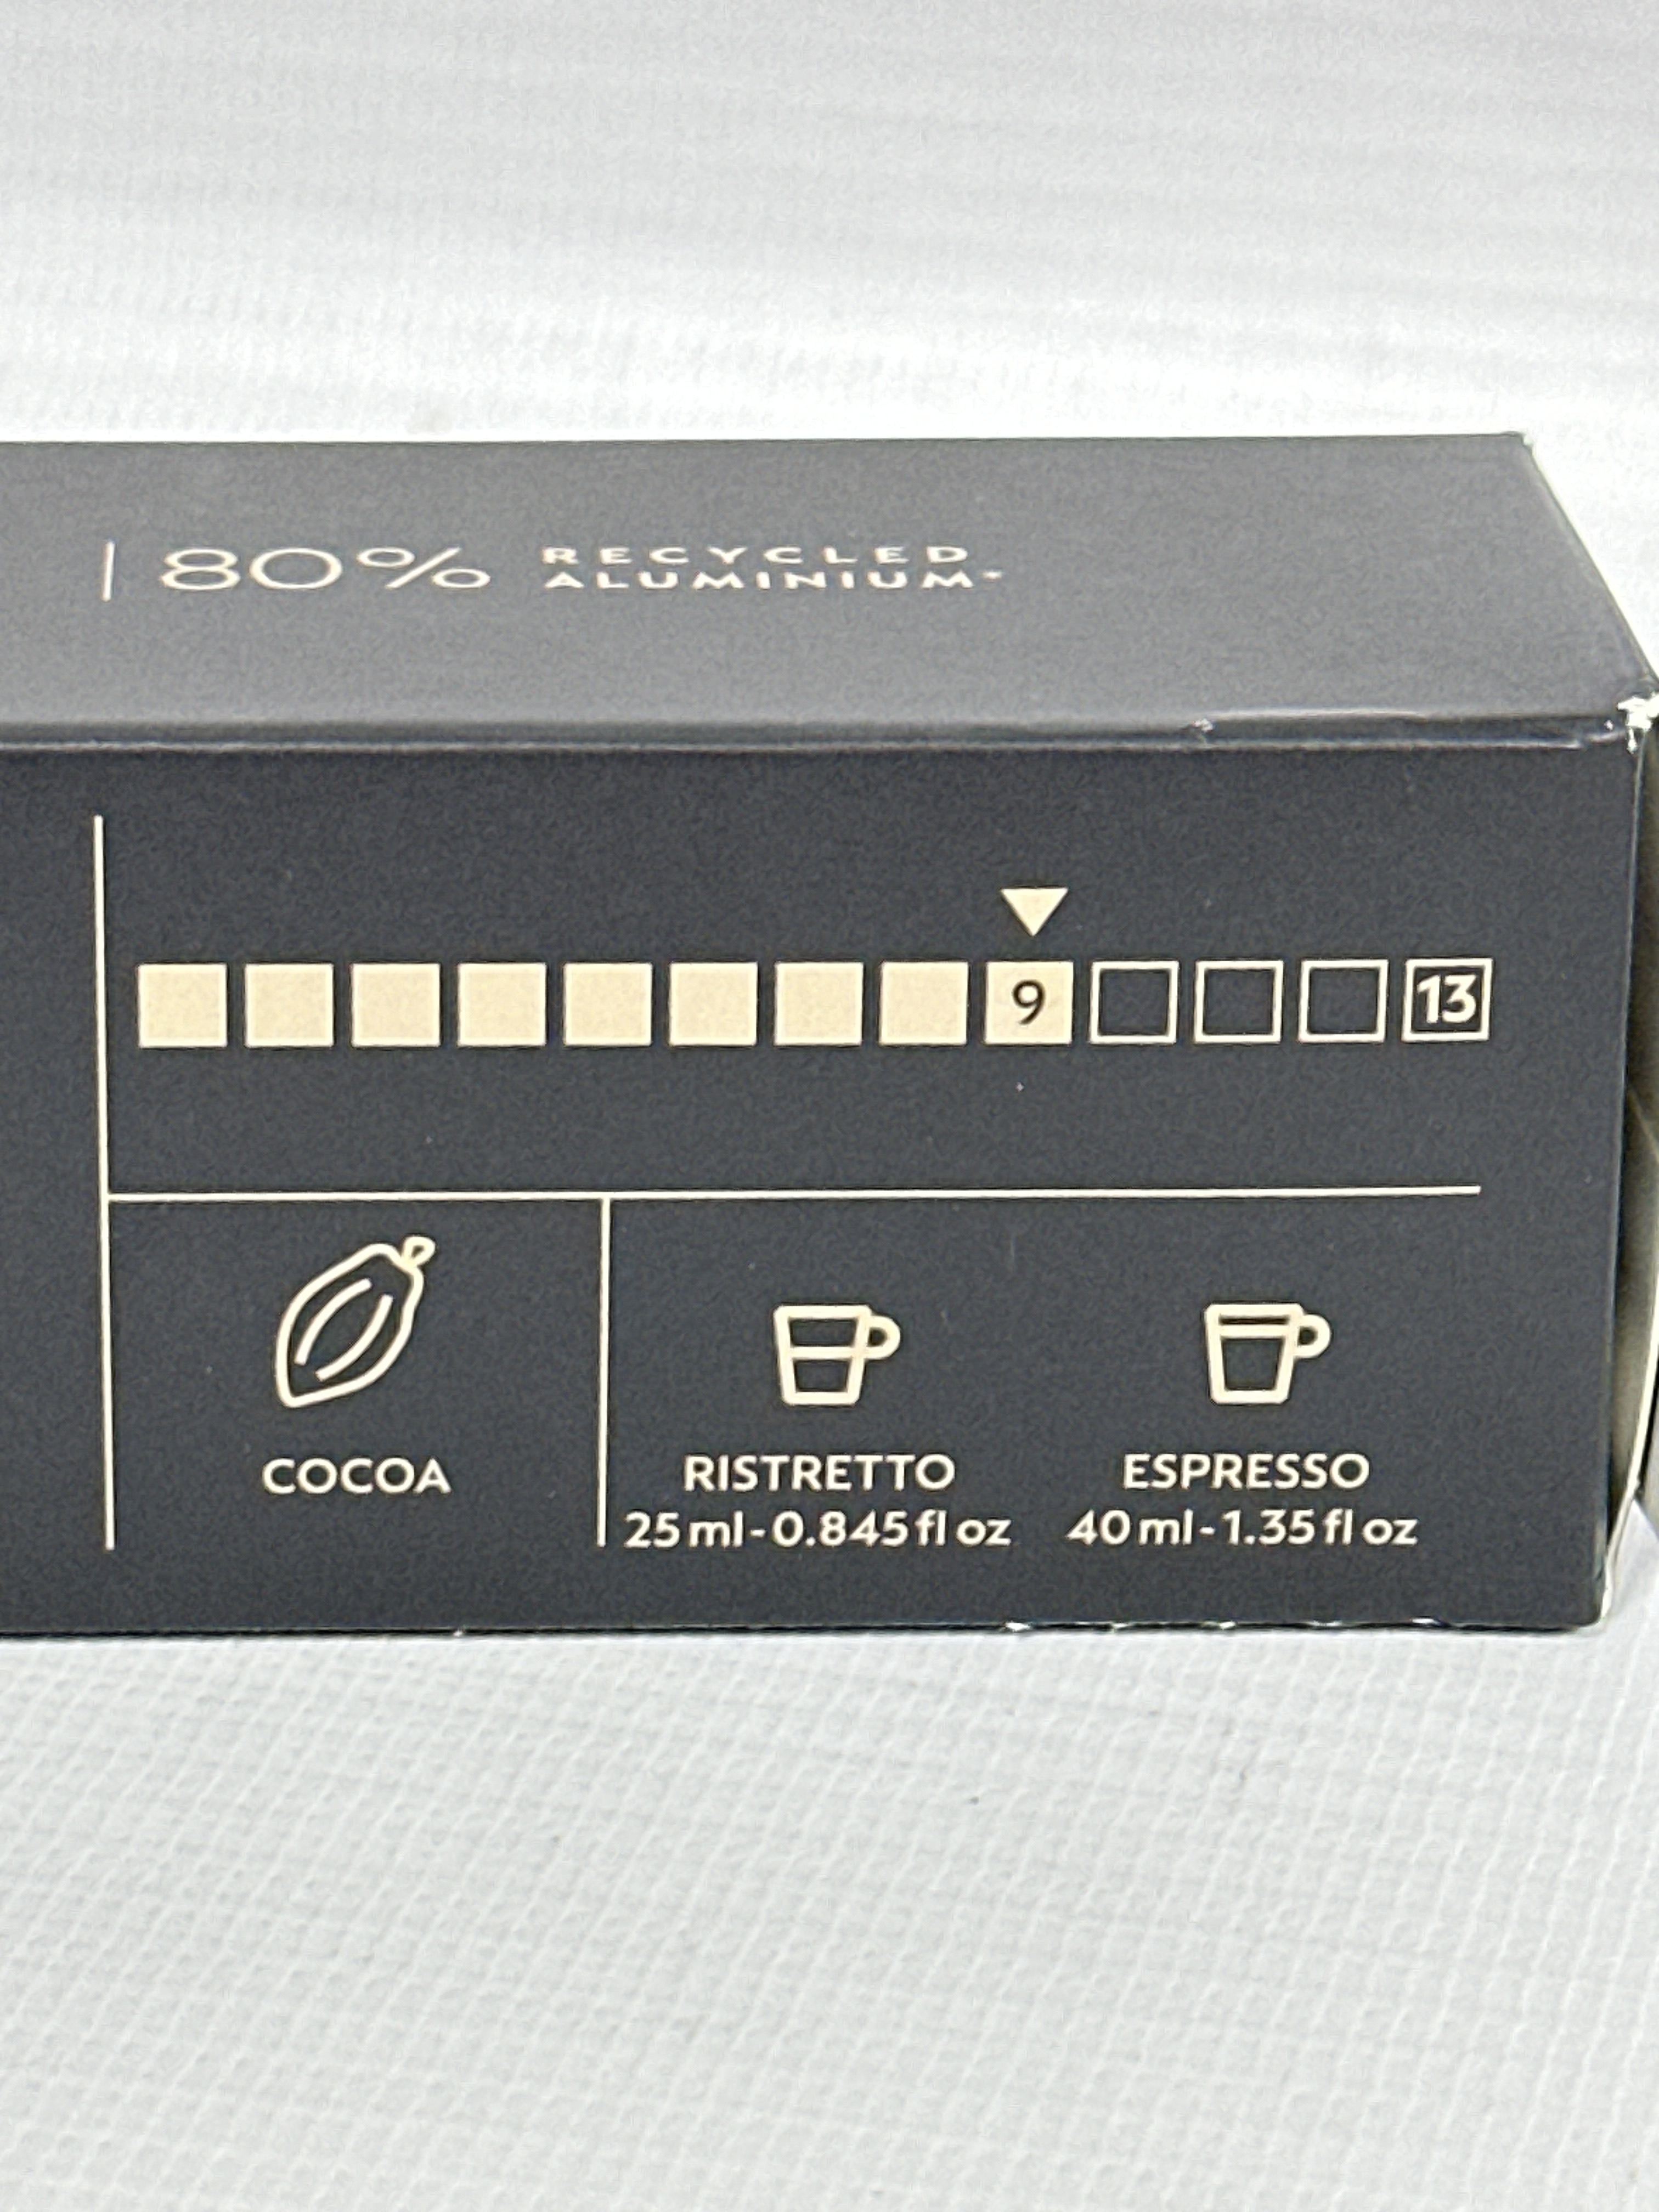 80% RECYCLED
ALUMINIUM*
9 13
COCOA
RISTRETTO
25 ml - 0.845 fl oz
ESPRESSO
40 ml - 1.35 fl oz